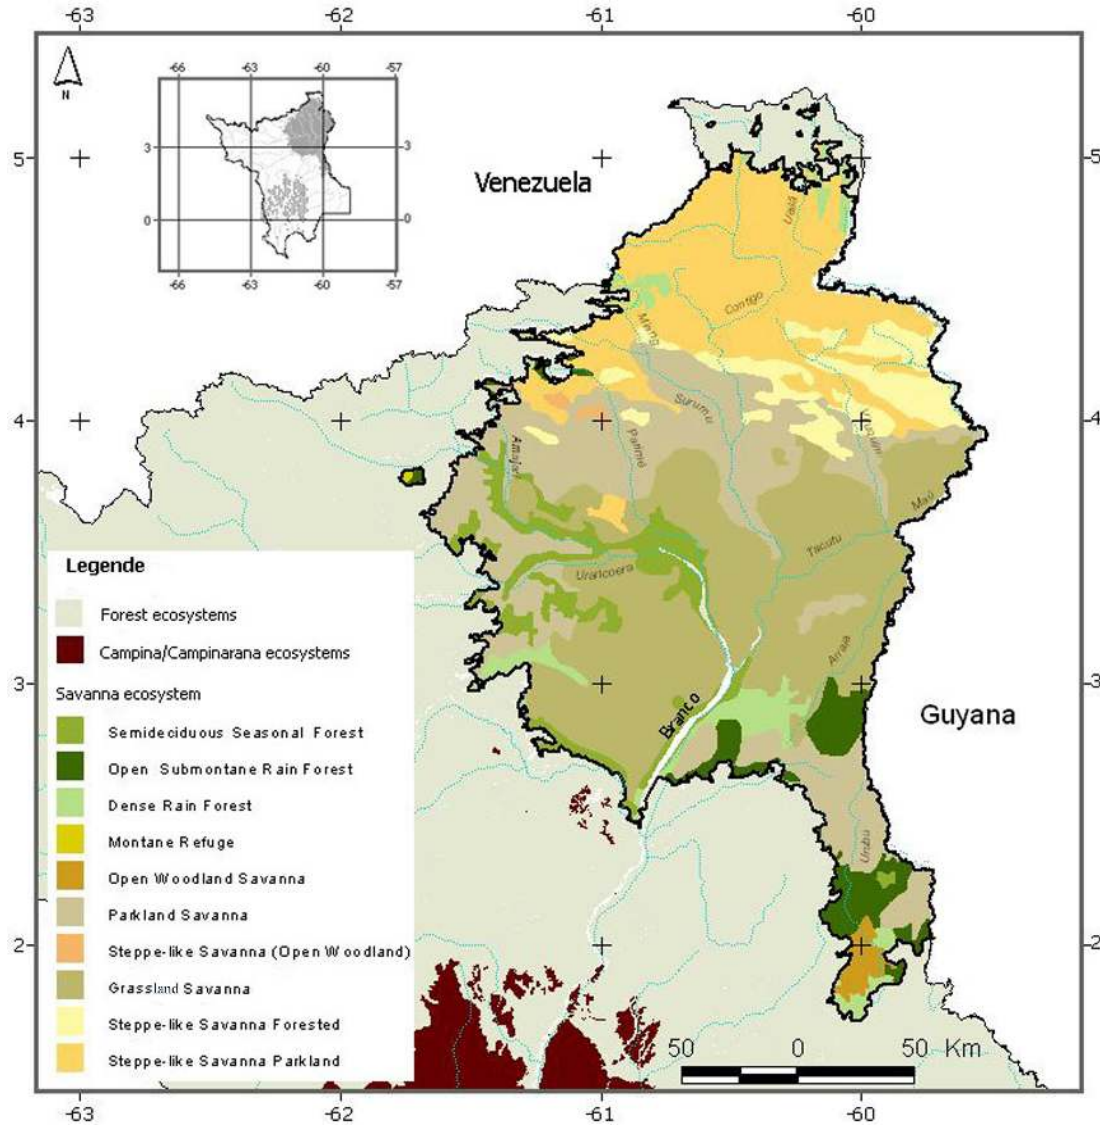 -63 -62 -61 -60
N
-66 -63 -60 -57
3 3
0 0
-66 -63 -60 -57
5 5
Venezuela
Uailã
Contigo
Miang
Surumu
4 4
Amajari
Parimé
Maú
Tacutu
Uraricoera
Legende
Forest ecosystems
Campina/Campinarana ecosystems
Savanna ecosystem
Semideciduous Seasonal Forest
Open Submontane Rain Forest
Dense Rain Forest
Montane Refuge
Open Woodland Savanna
Parkland Savanna
Steppe-like Savanna (Open Woodland)
Grassland Savanna
Steppe-like Savanna Forested
Steppe-like Savanna Parkland
Arraia
3
Branco
Guyana
Urubu
2
50 0 50 Km
-63 -62 -61 -60